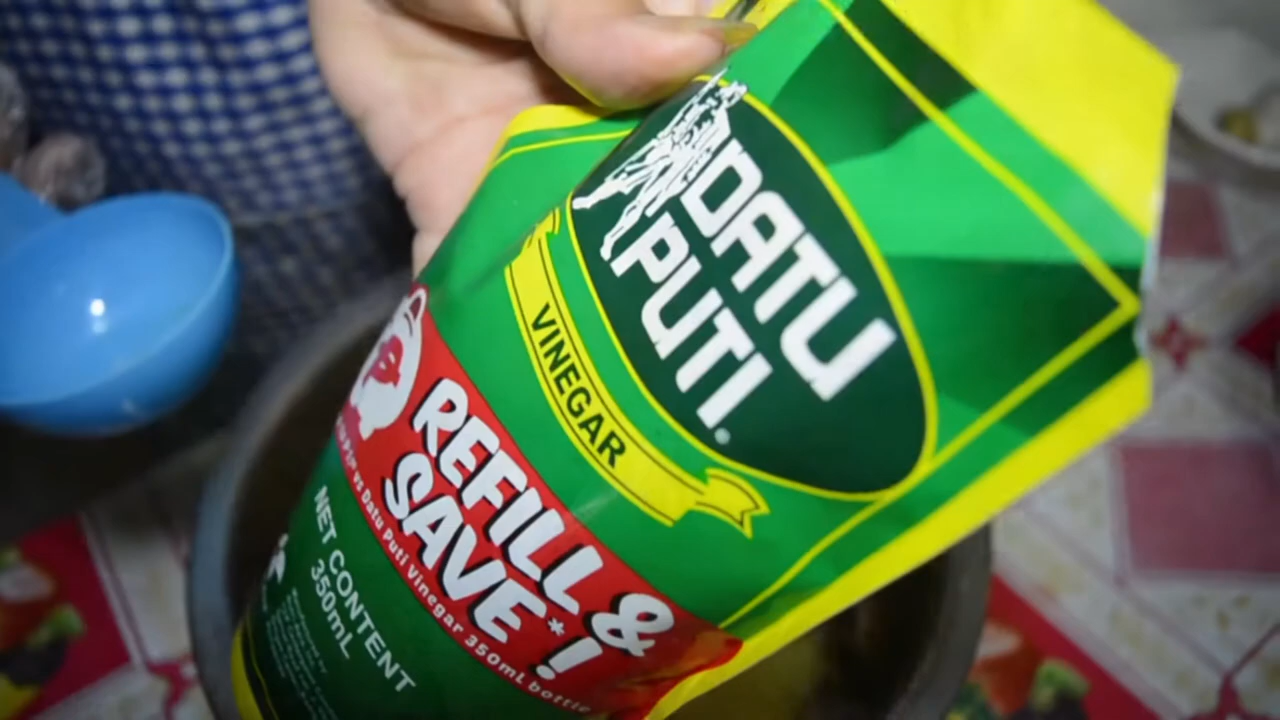 DATU
PUTI
VINEGAR
REFILL &
SAVE*!
vs Datu Puti Vinegar 350mL bottle
NET CONTENT
350mL